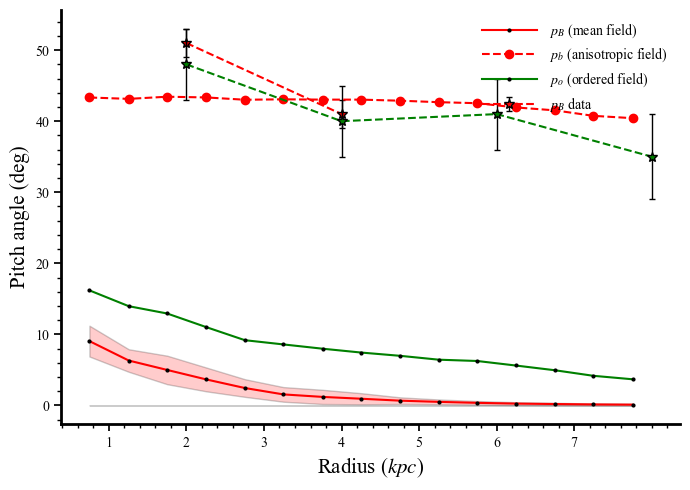 50
40
30
20
10
0
Pitch angle (deg)
1 2 3 4 5 6 7
Radius (kpc)
p_B (mean field)
p_b (anisotropic field)
p_o (ordered field)
p_B data